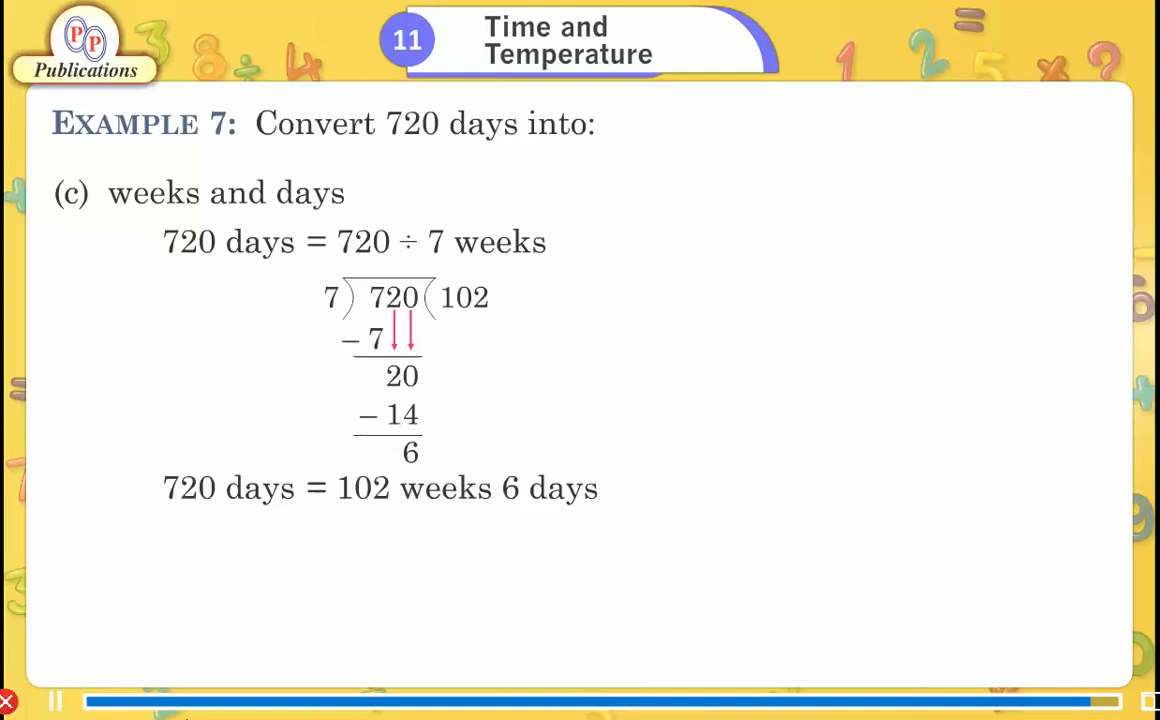 P P
Publications
11
Time and
Temperature
EXAMPLE 7: Convert 720 days into:
(c) weeks and days
720 days = 720 ÷ 7 weeks
7) 720 (102
– 7
20
– 14
6
720 days = 102 weeks 6 days